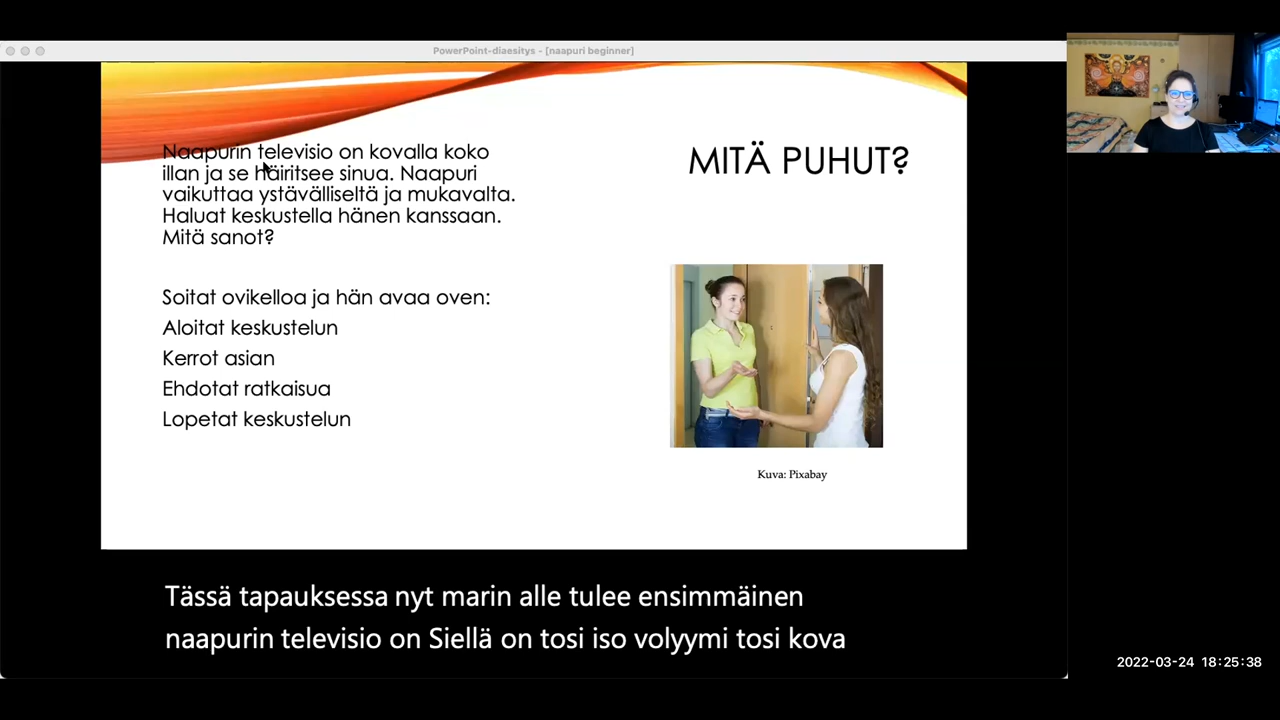 PowerPoint-diaesitys - [naapuri beginner]
Naapurin televisio on kovalla koko
illan ja se häiritsee sinua. Naapuri
vaikuttaa ystävälliseltä ja mukavalta.
Haluat keskustella hänen kanssaan.
Mitä sanot?
Soitat ovikelloa ja hän avaa oven:
Aloitat keskustelun
Kerrot asian
Ehdotat ratkaisua
Lopetat keskustelun
MITÄ PUHUT?
Kuva: Pixabay
Tässä tapauksessa nyt marin alle tulee ensimmäinen
naapurin televisio on Siellä on tosi iso volyymi tosi kova
2022-03-24 18:25:38